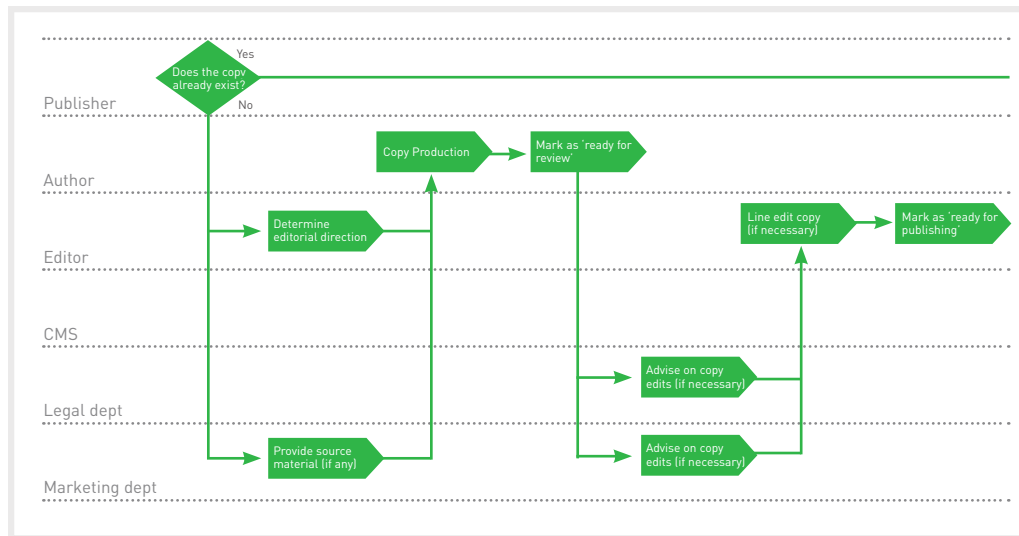 Yes
Does the copy
already exist?
No
Publisher
Copy Production
Mark as ‘ready for
review’
Author
Determine
editorial direction
Line edit copy
(if necessary)
Mark as ‘ready for
publishing’
Editor
CMS
Advise on copy
edits (if necessary)
Legal dept
Provide source
material (if any)
Advise on copy
edits (if necessary)
Marketing dept